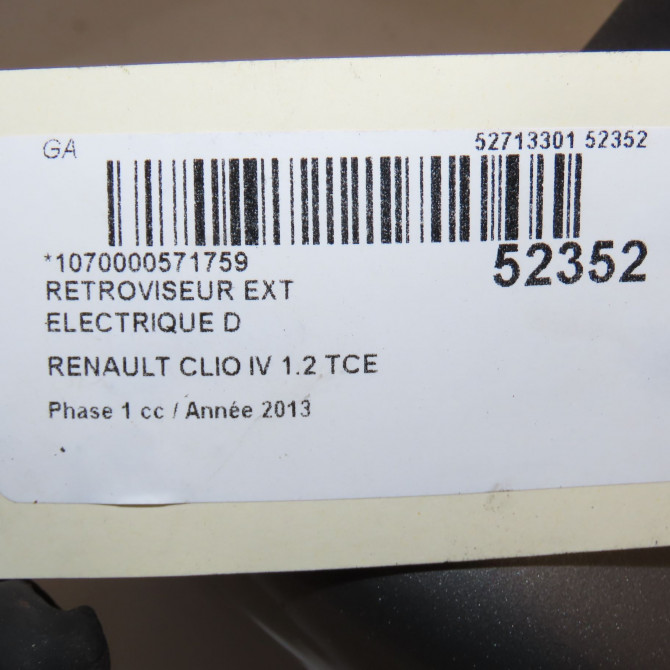 GA
52713301 52352
*1070000571759
52352
RETROVISEUR EXT
ELECTRIQUE D
RENAULT CLIO IV 1.2 TCE
Phase 1 cc / Année 2013